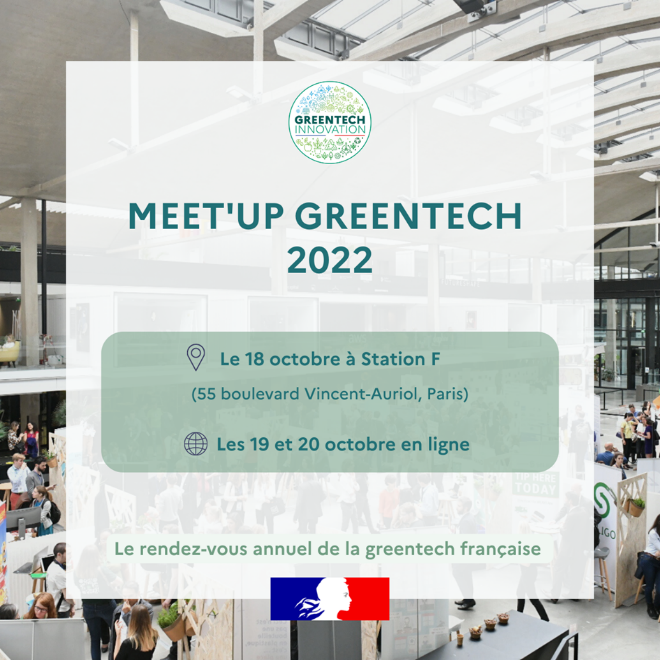 GREENTECH
INNOVATION
MEET'UP GREENTECH
2022
Le 18 octobre à Station F
(55 boulevard Vincent-Auriol, Paris)
Les 19 et 20 octobre en ligne
TODAY
Le rendez-vous annuel de la greentech française